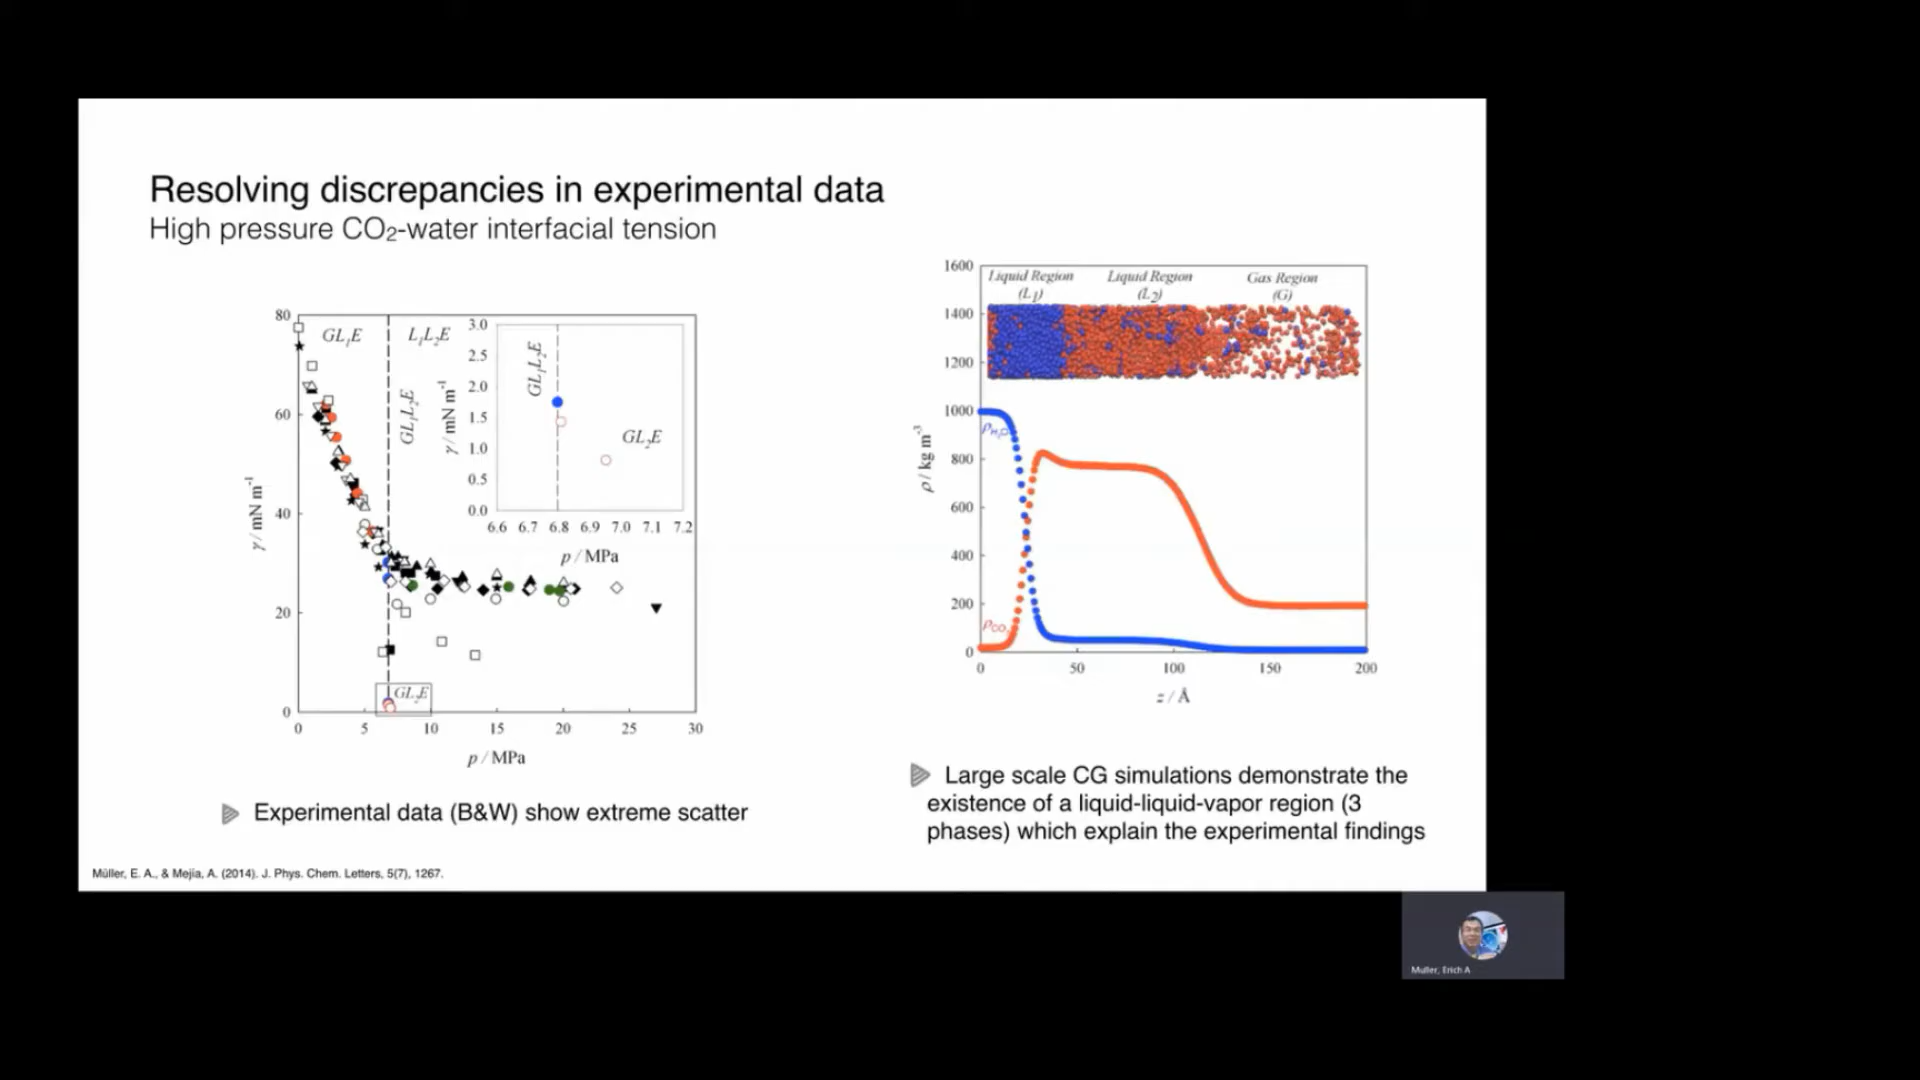 Resolving discrepancies in experimental data
High pressure CO₂-water interfacial tension
80
60
40
20
0
γ / mN m⁻¹
GL₁E
L₁L₂E
GL₁L₂E
3.0
2.5
2.0
1.5
1.0
0.5
0.0
γ / mN m⁻¹
GL₁L₂E
GL₂E
6.6 6.7 6.8 6.9 7.0 7.1 7.2
p / MPa
GL₂E
0 5 10 15 20 25 30
p / MPa
Experimental data (B&W) show extreme scatter
1600
1400
1200
1000
800
600
400
200
0
ρ / kg m⁻³
Liquid Region
(L₁)
Liquid Region
(L₂)
Gas Region
(G)
ρH₂O
ρCO₂
0 50 100 150 200
z / Å
Large scale CG simulations demonstrate the
existence of a liquid-liquid-vapor region (3
phases) which explain the experimental findings
Müller, E. A., & Mejía, A. (2014). J. Phys. Chem. Letters, 5(7), 1267.
Muller, Erich A